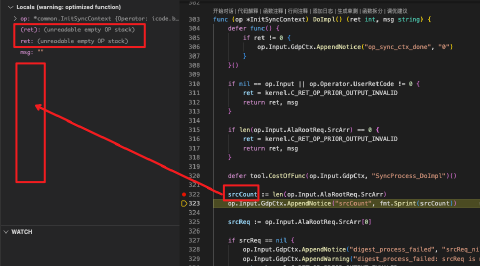 Locals (warning: optimized function)
> op: *common.InitSyncContext {Operator: (code.b…
(ret): (unreadable empty OP stack)
ret: (unreadable empty OP stack)
msg: ""
WATCH
302
开始对话 | 代码解释 | 函数注释 | 行间注释 | 添加日志 | 生成单测 | 函数拆分 | 调优建议
303 func (op *InitSyncContext) DoImpl() (ret int, msg string) {
304 defer func() {
305 if ret != 0 {
306 op.Input.GdpCtx.AppendNotice("op_sync_ctx_done", "0")
307 }
308 }()
309
310 if nil == op.Input || op.Operator.UserRetCode != 0 {
311 ret = kernel.C_RET_OP_PRIOR_OUTPUT_INVALID
312 return ret, msg
313 }
314
315 if len(op.Input.AlaRootReq.SrcArr) == 0 {
316 ret = kernel.C_RET_OP_PRIOR_OUTPUT_INVALID
317 return ret, msg
318 }
319
320 defer tool.CostOfFunc(op.Input.GdpCtx, "SyncProcess_DoImpl")()
321
322 srcCount := len(op.Input.AlaRootReq.SrcArr)
323 op.Input.GdpCtx.AppendNotice("srcCount", fmt.Sprint(srcCount))
324
325 srcReq := op.Input.AlaRootReq.SrcArr[0]
326
327 if srcReq == nil {
328 op.Input.GdpCtx.AppendNotice("digest_process_failed", "srcReq_ni
329 op.Input.GdpCtx.AppendWarning("digest_process_failed: srcReq is